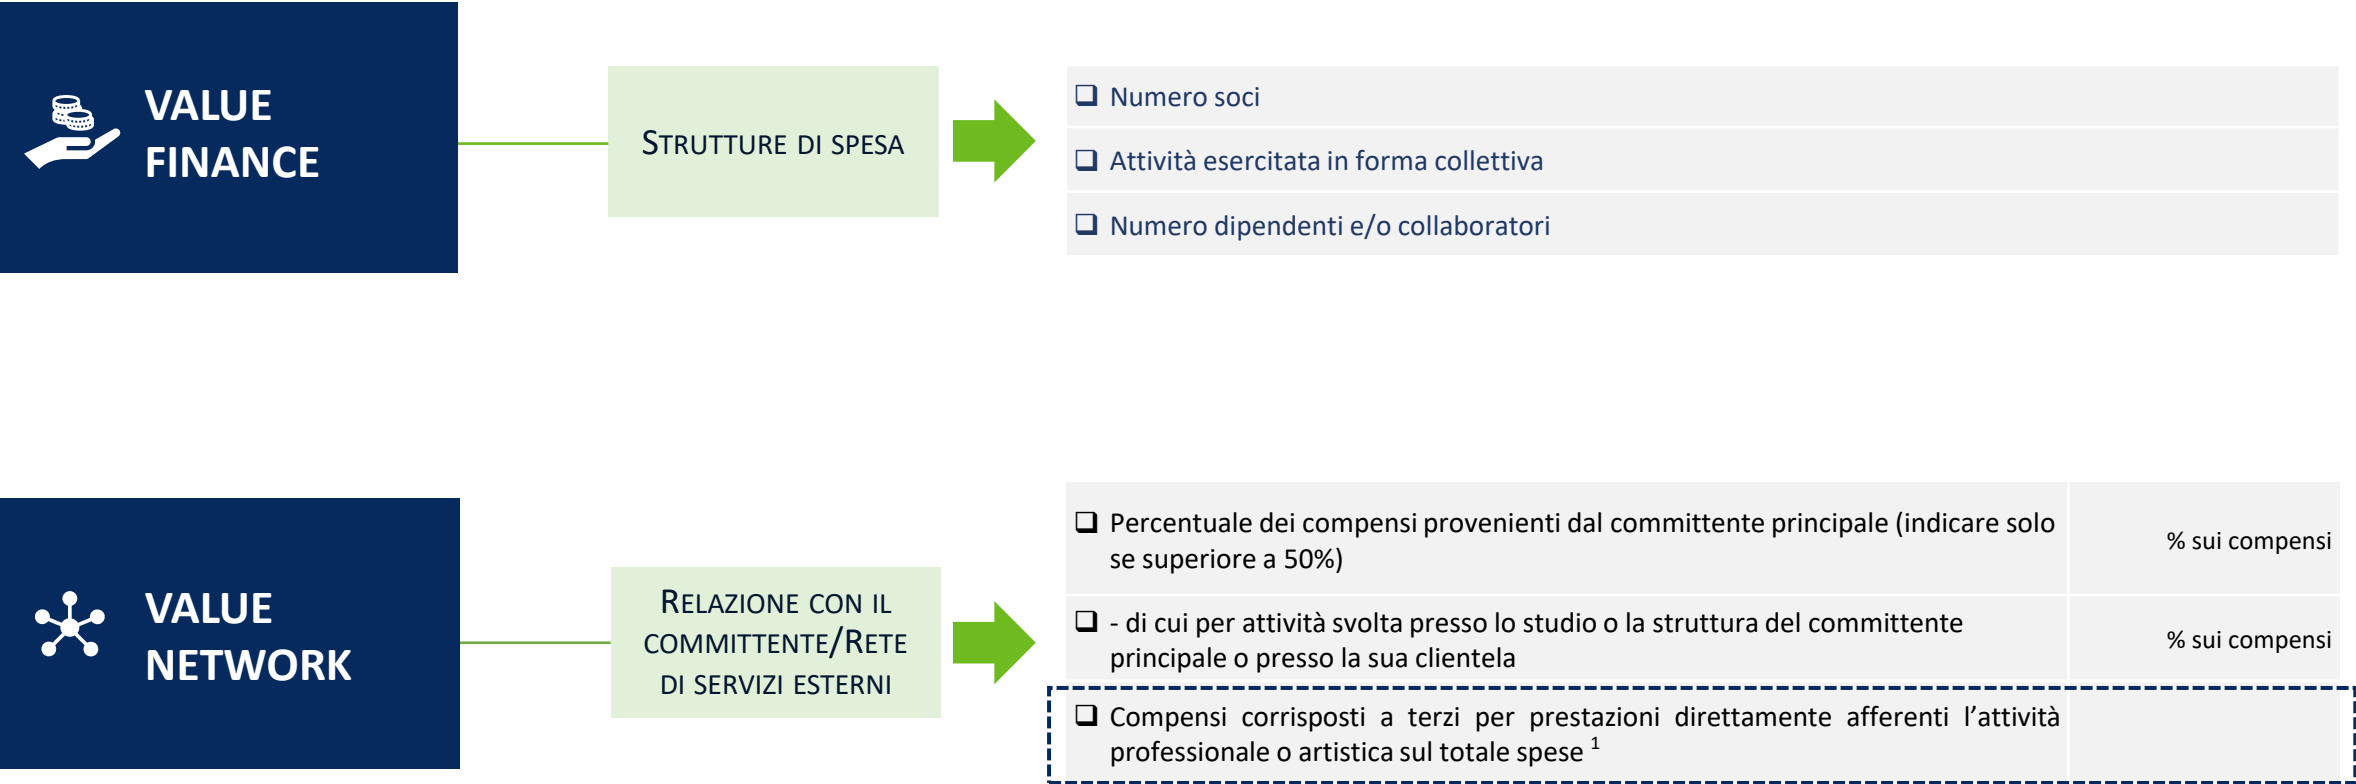 VALUE
FINANCE
STRUTTURE DI SPESA
❑ Numero soci
❑ Attività esercitata in forma collettiva
❑ Numero dipendenti e/o collaboratori
VALUE
NETWORK
RELAZIONE CON IL
COMMITTENTE/RETE
DI SERVIZI ESTERNI
❑ Percentuale dei compensi provenienti dal committente principale (indicare solo
se superiore a 50%)
% sui compensi
❑ - di cui per attività svolta presso lo studio o la struttura del committente
principale o presso la sua clientela
% sui compensi
❑ Compensi corrisposti a terzi per prestazioni direttamente afferenti l’attività
professionale o artistica sul totale spese ¹